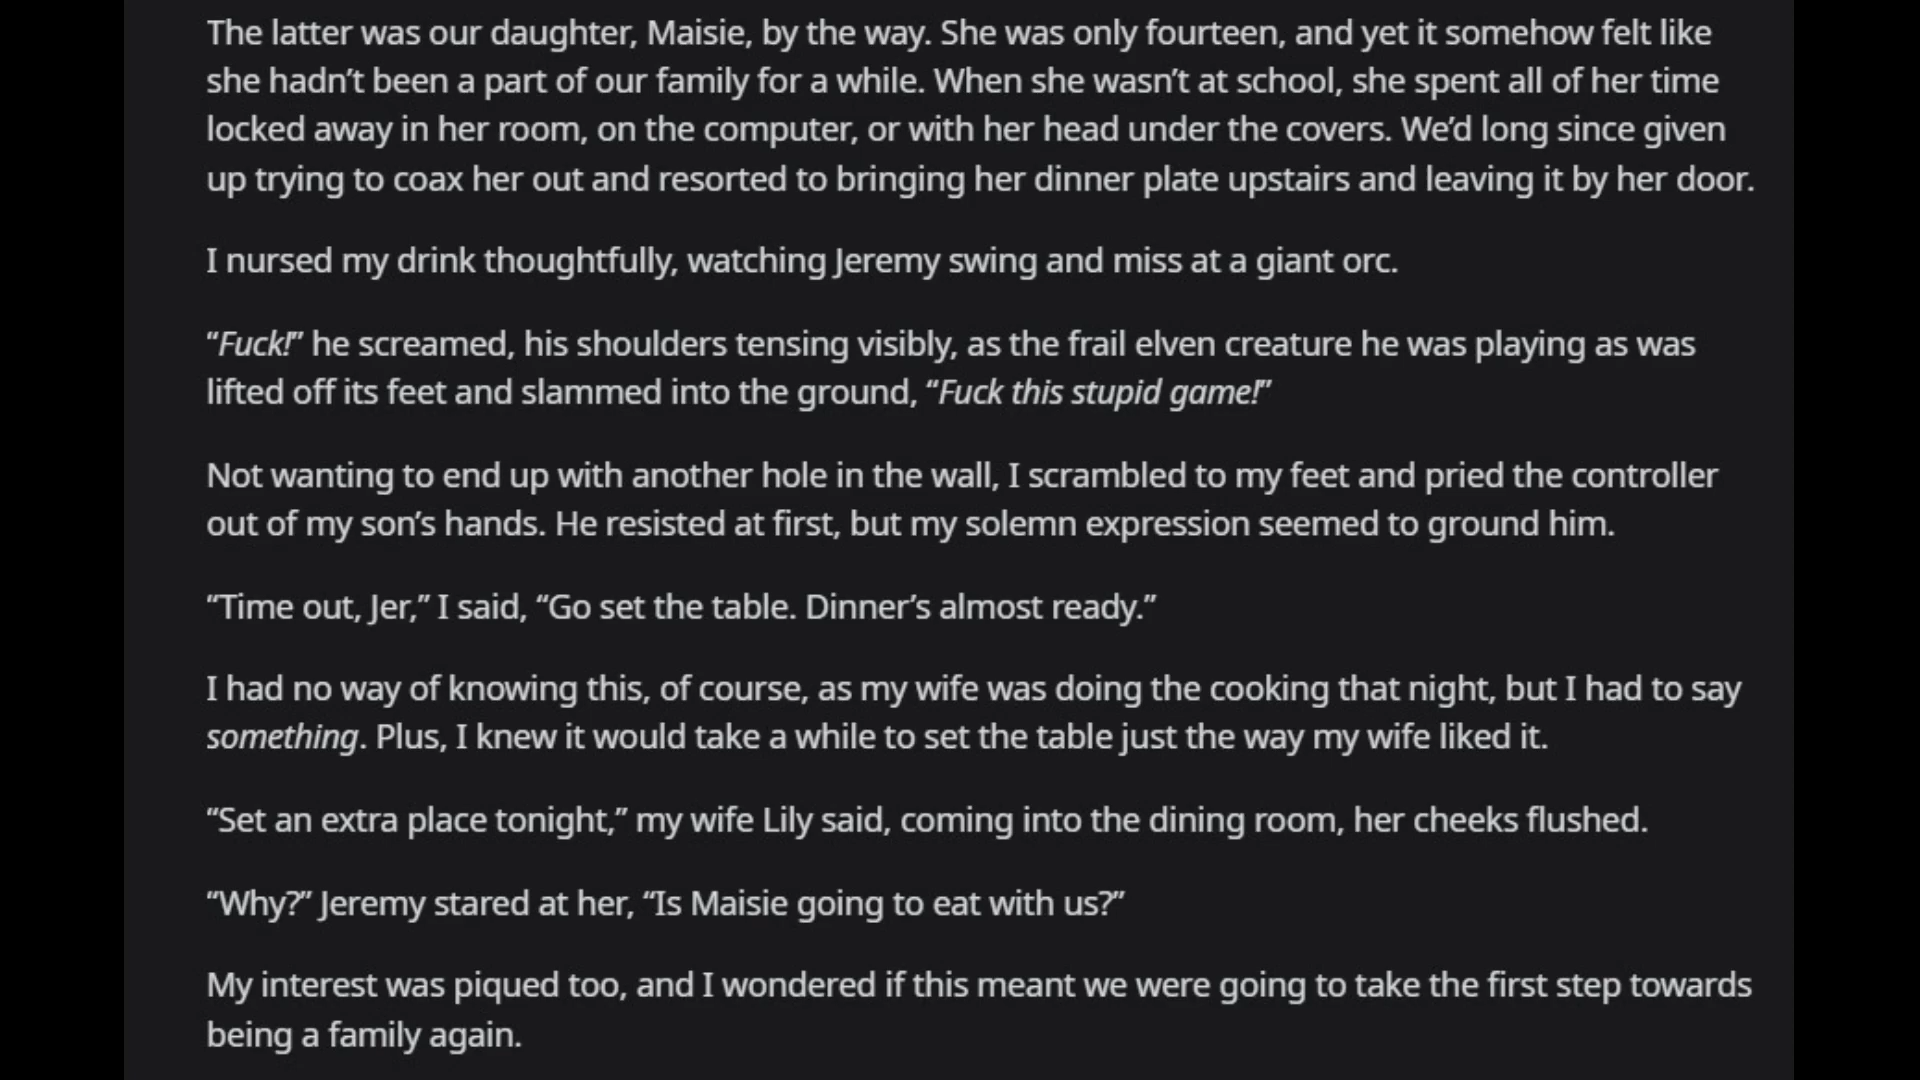 The latter was our daughter, Maisie, by the way. She was only fourteen, and yet it somehow felt like
she hadn’t been a part of our family for a while. When she wasn’t at school, she spent all of her time
locked away in her room, on the computer, or with her head under the covers. We’d long since given
up trying to coax her out and resorted to bringing her dinner plate upstairs and leaving it by her door.
I nursed my drink thoughtfully, watching Jeremy swing and miss at a giant orc.
“Fuck!” he screamed, his shoulders tensing visibly, as the frail elven creature he was playing as was
lifted off its feet and slammed into the ground, “Fuck this stupid game!”
Not wanting to end up with another hole in the wall, I scrambled to my feet and pried the controller
out of my son’s hands. He resisted at first, but my solemn expression seemed to ground him.
“Time out, Jer,” I said, “Go set the table. Dinner’s almost ready.”
I had no way of knowing this, of course, as my wife was doing the cooking that night, but I had to say
something. Plus, I knew it would take a while to set the table just the way my wife liked it.
“Set an extra place tonight,” my wife Lily said, coming into the dining room, her cheeks flushed.
“Why?” Jeremy stared at her, “Is Maisie going to eat with us?”
My interest was piqued too, and I wondered if this meant we were going to take the first step towards
being a family again.